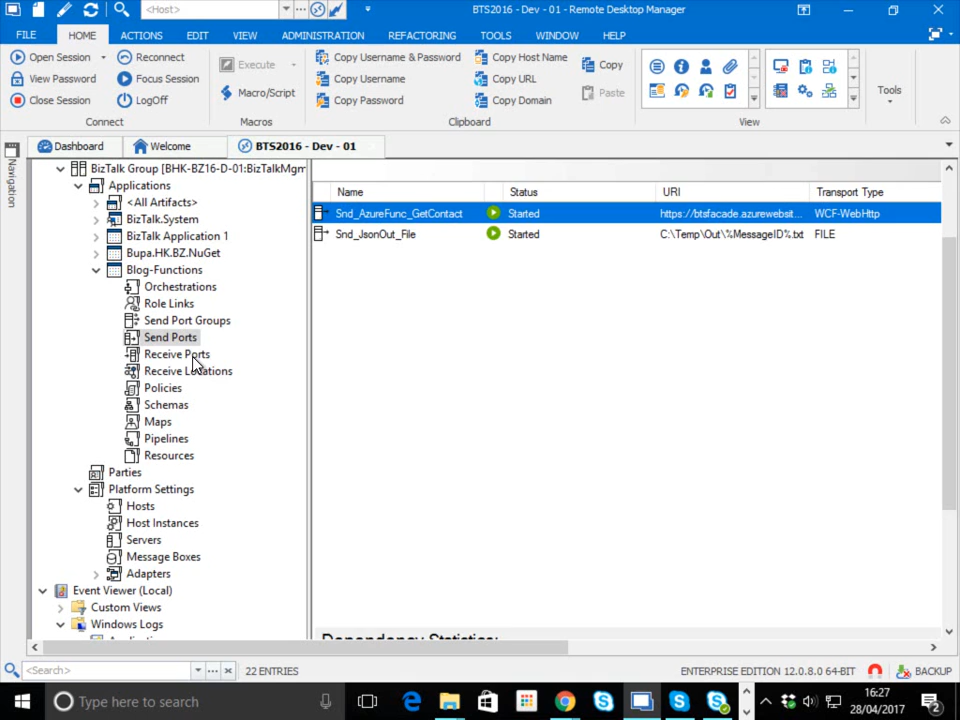 <Host>
BTS2016 - Dev - 01 - Remote Desktop Manager
FILE HOME ACTIONS EDIT VIEW ADMINISTRATION REFACTORING TOOLS WINDOW HELP
Open Session Reconnect Execute Copy Username & Password Copy Host Name Copy
View Password Focus Session Macro/Script Copy Username Copy URL Paste Tools
Close Session LogOff Copy Password Copy Domain
Connect Macros Clipboard View
Dashboard Welcome BTS2016 - Dev - 01
Navigation
BizTalk Group [BHK-BZ16-D-01:BizTalkMgm
Applications
<All Artifacts>
BizTalk.System
BizTalk Application 1
Bupa.HK.BZ.NuGet
Blog-Functions
Orchestrations
Role Links
Send Port Groups
Send Ports
Receive Ports
Receive Locations
Policies
Schemas
Maps
Pipelines
Resources
Parties
Platform Settings
Hosts
Host Instances
Servers
Message Boxes
Adapters
Event Viewer (Local)
Custom Views
Windows Logs
Name Status URI Transport Type
Snd_AzureFunc_GetContact Started https://btsfacade.azurewebsit... WCF-WebHttp
Snd_JsonOut_File Started C:\Temp\Out\%MessageID%.txt FILE
Dependency Statistics:
<Search> 22 ENTRIES ENTERPRISE EDITION 12.0.8.0 64-BIT BACKUP
Type here to search
16:27
28/04/2017
2